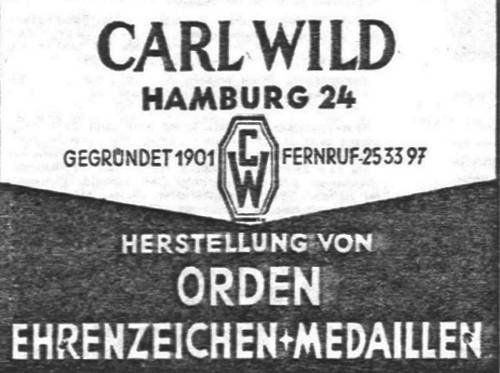 CARL WILD
HAMBURG 24
GEGRÜNDET 1901 CW FERNRUF-25 33 97
HERSTELLUNG VON
ORDEN
EHRENZEICHEN+MEDAILLEN